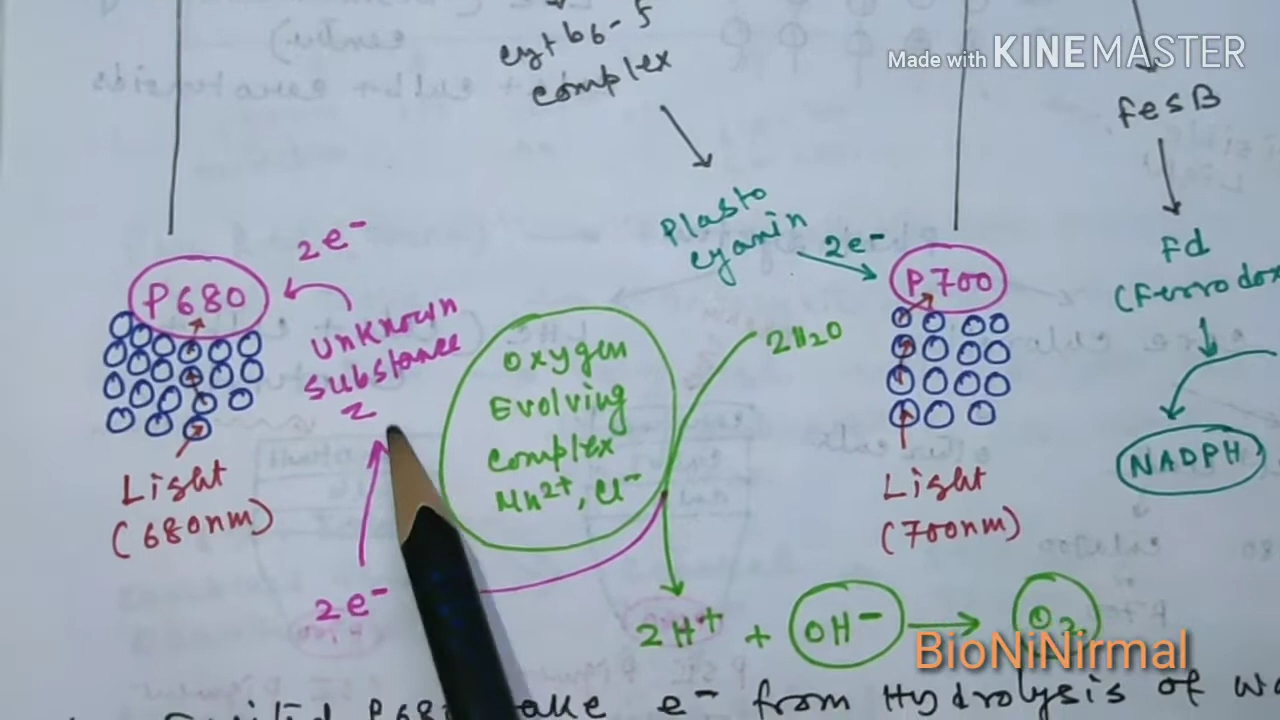 cyt b6-f
complex
Made with KINEMASTER
FesB
Plasto
cyanin
2e-
Fd
(Ferrodox
NADPH
2e-
P680
P700
unknown
substance
Z
Oxygen
Evolving
complex
Mn2+, Cl-
2H2O
Light
(680nm)
Light
(700nm)
2e-
2H+ + OH- → O2
BioNiNirmal
e- from Hydrolysis of